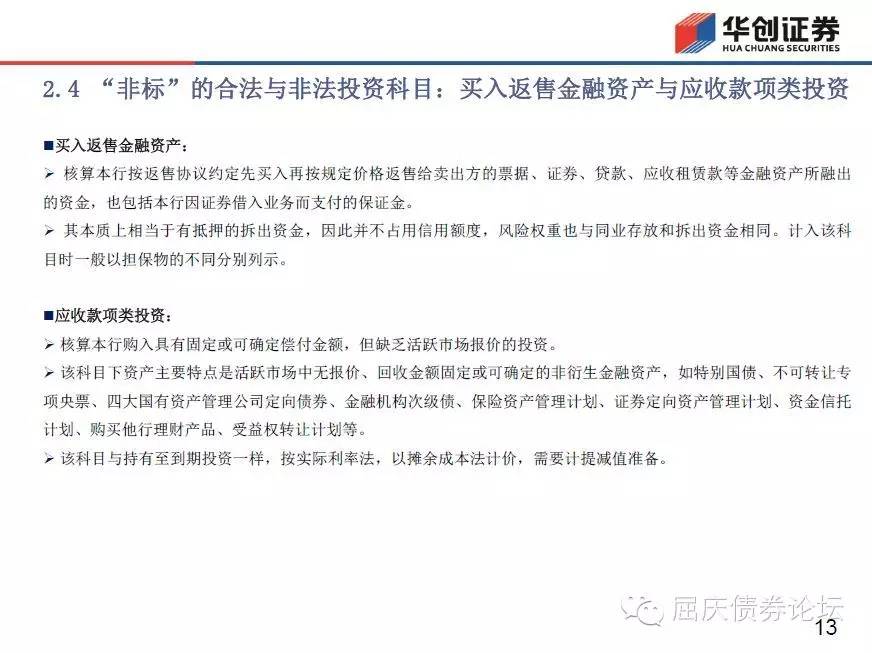 华创证券
HUA CHUANG SECURITIES
2.4 “非标”的合法与非法投资科目：买入返售金融资产与应收款项类投资
■买入返售金融资产：
➢ 核算本行按返售协议约定先买入再按规定价格返售给卖出方的票据、证券、贷款、应收租赁款等金融资产所融出
的资金，也包括本行因证券借入业务而支付的保证金。
➢ 其本质上相当于有抵押的拆出资金，因此并不占用信用额度，风险权重也与同业存放和拆出资金相同。计入该科
目时一般以担保物的不同分别列示。
■应收款项类投资：
➢ 核算本行购入具有固定或可确定偿付金额，但缺乏活跃市场报价的投资。
➢ 该科目下资产主要特点是活跃市场中无报价、回收金额固定或可确定的非衍生金融资产，如特别国债、不可转让专
项央票、四大国有资产管理公司定向债券、金融机构次级债、保险资产管理计划、证券定向资产管理计划、资金信托
计划、购买他行理财产品、受益权转让计划等。
➢ 该科目与持有至到期投资一样，按实际利率法，以摊余成本法计价，需要计提减值准备。
屈庆债券论坛
13